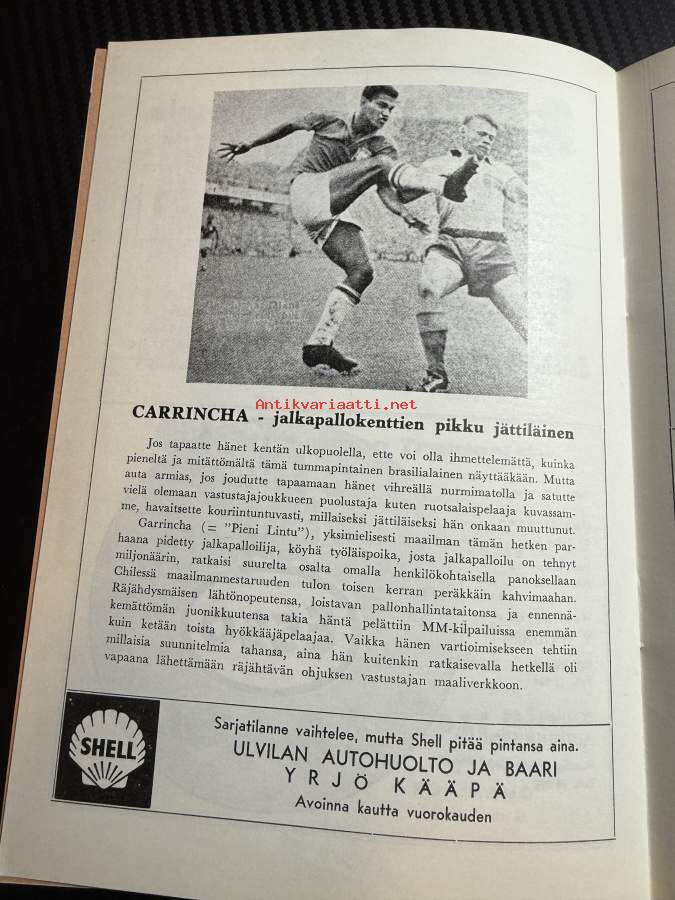 Antikvariaatti.net
CARRINCHA - jalkapallokenttien pikku jättiläinen
Jos tapaatte hänet kentän ulkopuolella, ette voi olla ihmettelemättä, kuinka
pieneltä ja mitättömältä tämä tummapintainen brasilialainen näyttääkään. Mutta
auta armias, jos joudutte tapaamaan hänet vihreällä nurmimatolla ja satutte
vielä olemaan vastustajajoukkueen puolustaja kuten ruotsalaispelaaja kuvassam-
me, havaitsette kouriintuntuvasti, millaiseksi jättiläiseksi hän onkaan muuttunut.
Garrincha (= "Pieni Lintu"), yksimielisesti maailman tämän hetken par-
haana pidetty jalkapalloilija, köyhä työläispoika, josta jalkapalloilu on tehnyt
miljonäärin, ratkaisi suurelta osalta omalla henkilökohtaisella panoksellaan
Chilessä maailmanmestaruuden tulon toisen kerran peräkkäin kahvimaahan.
Räjähdysmäisen lähtönopeutensa, loistavan pallonhallintataitonsa ja ennennä-
kemättömän juonikkuutensa takia häntä pelättiin MM-kilpailuissa enemmän
kuin ketään toista hyökkääjäpelaajaa. Vaikka hänen vartioimisekseen tehtiin
millaisia suunnitelmia tahansa, aina hän kuitenkin ratkaisevalla hetkellä oli
vapaana lähettämään räjähtävän ohjuksen vastustajan maaliverkkoon.
SHELL
Sarjatilanne vaihtelee, mutta Shell pitää pintansa aina.
ULVILAN AUTOHUOLTO JA BAARI
YRJÖ KÄÄPÄ
Avoinna kautta vuorokauden